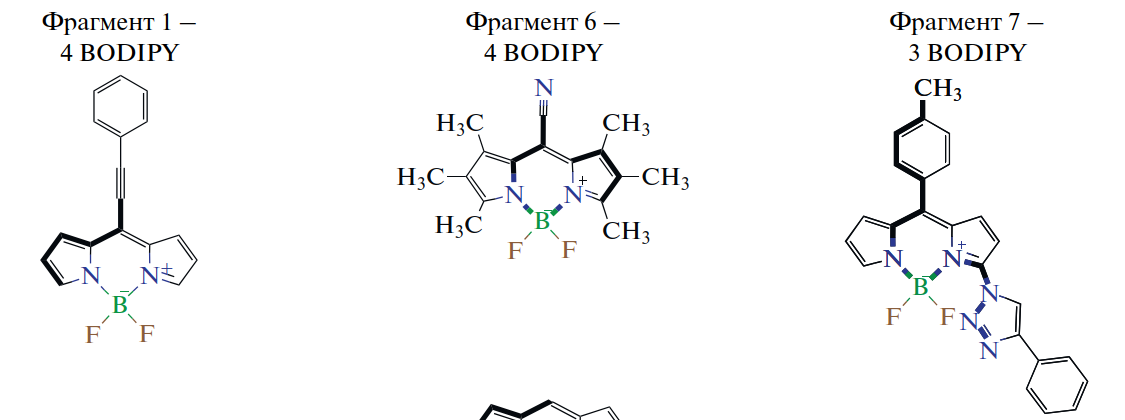 Фрагмент 1 –
4 BODIPY
Фрагмент 6 –
4 BODIPY
Фрагмент 7 –
3 BODIPY
N
H3C
CH3
H3C
CH3
N
N+
H3C
CH3
B−
F
F
N
N+
B−
F
F
CH3
N
N+
B−
F
F
N
N
N